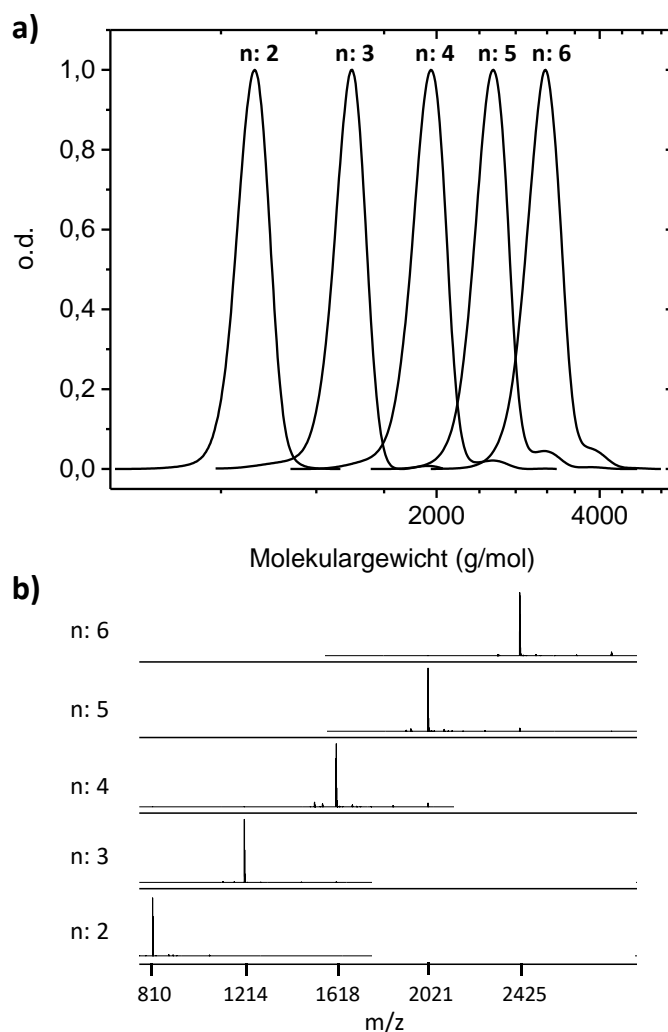 a)
n: 2 n: 3 n: 4 n: 5 n: 6
1,0
0,8
0,6
0,4
0,2
0,0
o.d.
2000 4000
Molekulargewicht (g/mol)
b)
n: 6
n: 5
n: 4
n: 3
n: 2
810 1214 1618 2021 2425
m/z